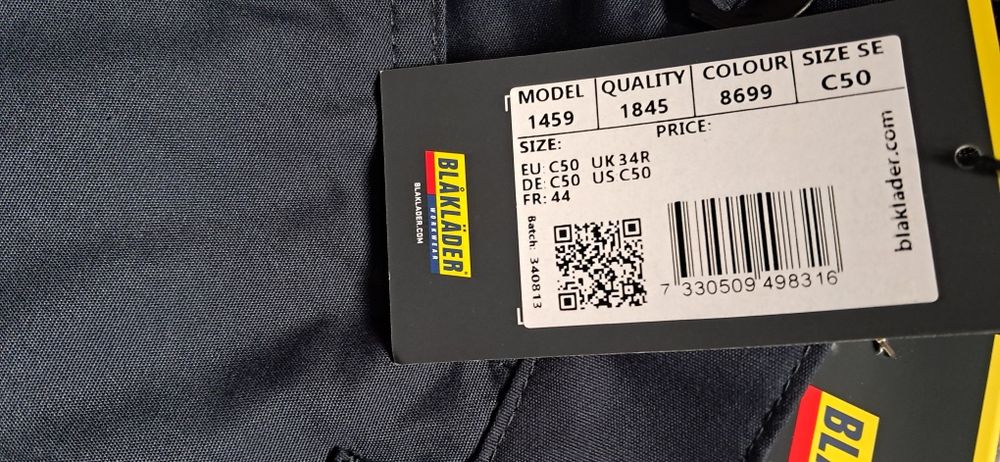 MODEL QUALITY COLOUR SIZE SE
1459 1845 8699 C50
SIZE: PRICE:
EU: C50 UK 34R
DE: C50 US C50
FR: 44
Batch: 340813
7 330509 498316
blaklader.com
BLÅKLÄDER®
WORKWEAR
BLAKLADER.COM
BL